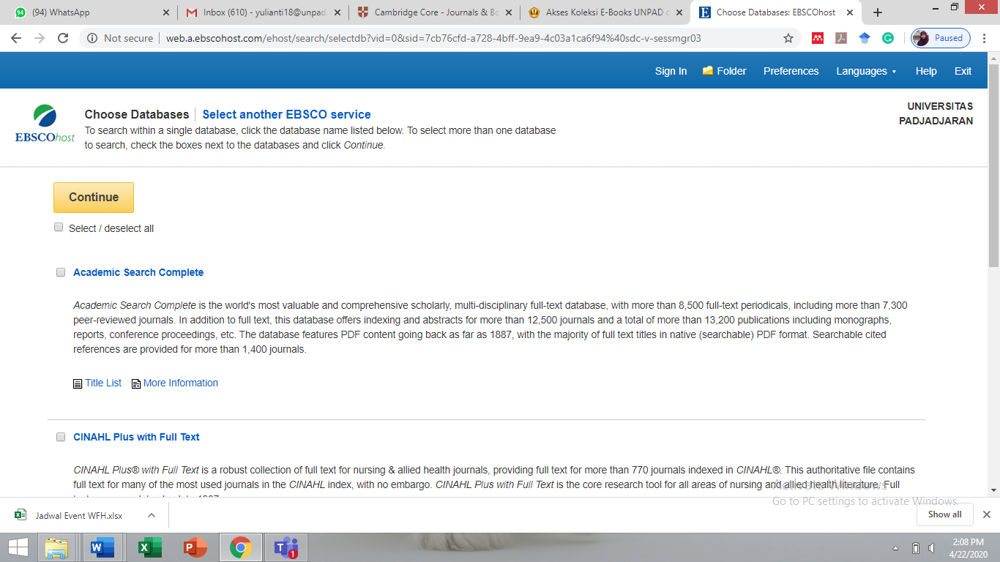 (94) WhatsApp
Inbox (610) - yulianti18@unpad.
Cambridge Core - Journals & Bo
Akses Koleksi E-Books UNPAD
Choose Databases: EBSCOhost
Not secure
web.a.ebscohost.com/ehost/search/selectdb?vid=0&sid=7cb76cfd-a728-4bff-9ea9-4c03a1ca6f94%40sdc-v-sessmgr03
Paused
Sign In Folder Preferences Languages Help Exit
EBSCOhost
Choose Databases Select another EBSCO service
To search within a single database, click the database name listed below. To select more than one database
to search, check the boxes next to the databases and click Continue.
UNIVERSITAS
PADJADJARAN
Continue
Select / deselect all
Academic Search Complete
Academic Search Complete is the world's most valuable and comprehensive scholarly, multi-disciplinary full-text database, with more than 8,500 full-text periodicals, including more than 7,300
peer-reviewed journals. In addition to full text, this database offers indexing and abstracts for more than 12,500 journals and a total of more than 13,200 publications including monographs,
reports, conference proceedings, etc. The database features PDF content going back as far as 1887, with the majority of full text titles in native (searchable) PDF format. Searchable cited
references are provided for more than 1,400 journals.
Title List More Information
CINAHL Plus with Full Text
CINAHL Plus® with Full Text is a robust collection of full text for nursing & allied health journals, providing full text for more than 770 journals indexed in CINAHL®. This authoritative file contains
full text for many of the most used journals in the CINAHL index, with no embargo. CINAHL Plus with Full Text is the core research tool for all areas of nursing and allied health literature. Full
Activate Windows
Go to PC settings to activate Windows.
Jadwal Event WFH.xlsx
Show all
2:08 PM
4/22/2020